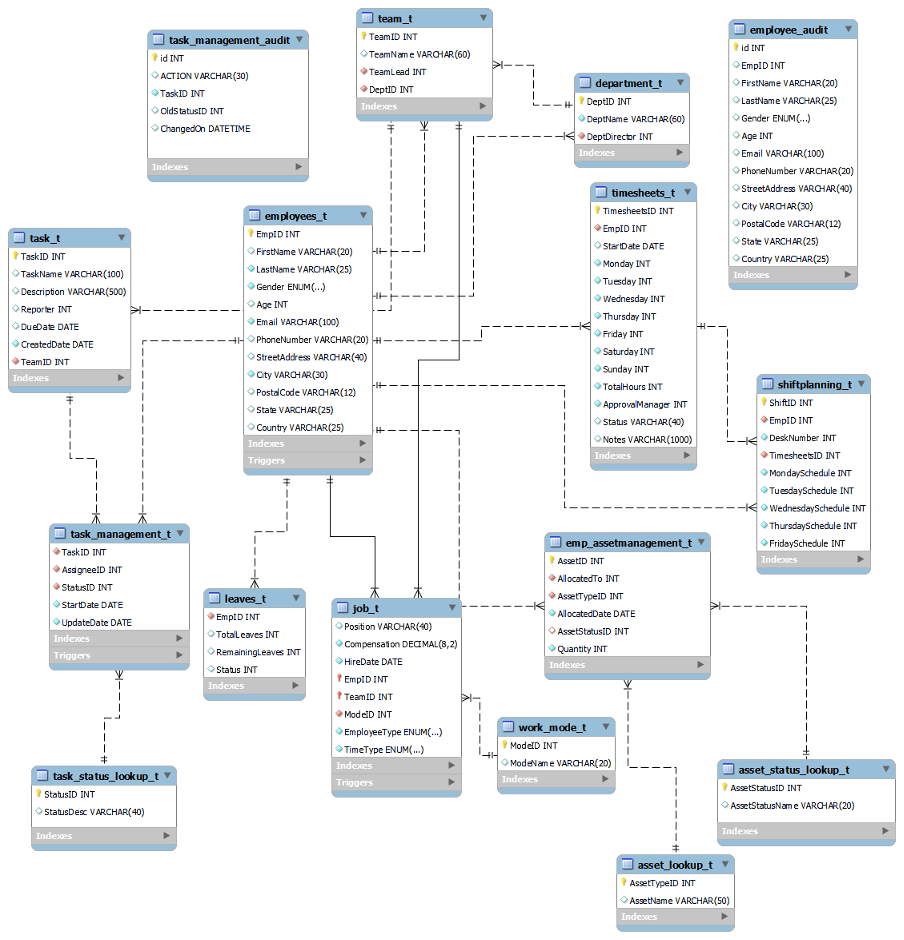 task_management_audit
id INT
ACTION VARCHAR(30)
TaskID INT
OldStatusID INT
ChangedOn DATETIME
Indexes
team_t
TeamID INT
TeamName VARCHAR(60)
TeamLead INT
DeptID INT
Indexes
department_t
DeptID INT
DeptName VARCHAR(60)
DeptDirector INT
Indexes
employee_audit
id INT
EmpID INT
FirstName VARCHAR(20)
LastName VARCHAR(25)
Gender ENUM(...)
Age INT
Email VARCHAR(100)
PhoneNumber VARCHAR(20)
StreetAddress VARCHAR(40)
City VARCHAR(30)
PostalCode VARCHAR(12)
State VARCHAR(25)
Country VARCHAR(25)
Indexes
task_t
TaskID INT
TaskName VARCHAR(100)
Description VARCHAR(500)
Reporter INT
DueDate DATE
CreatedDate DATE
TeamID INT
Indexes
employees_t
EmpID INT
FirstName VARCHAR(20)
LastName VARCHAR(25)
Gender ENUM(...)
Age INT
Email VARCHAR(100)
PhoneNumber VARCHAR(20)
StreetAddress VARCHAR(40)
City VARCHAR(30)
PostalCode VARCHAR(12)
State VARCHAR(25)
Country VARCHAR(25)
Indexes
Triggers
timesheets_t
TimesheetsID INT
EmpID INT
StartDate DATE
Monday INT
Tuesday INT
Wednesday INT
Thursday INT
Friday INT
Saturday INT
Sunday INT
TotalHours INT
ApprovalManager INT
Status VARCHAR(40)
Notes VARCHAR(1000)
Indexes
shiftplanning_t
ShiftID INT
EmpID INT
DeskNumber INT
TimesheetsID INT
MondaySchedule INT
TuesdaySchedule INT
WednesdaySchedule INT
ThursdaySchedule INT
FridaySchedule INT
Indexes
task_management_t
TaskID INT
AssigneeID INT
StatusID INT
StartDate DATE
UpdateDate DATE
Indexes
Triggers
leaves_t
EmpID INT
TotalLeaves INT
RemainingLeaves INT
Status INT
Indexes
job_t
Position VARCHAR(40)
Compensation DECIMAL(8,2)
HireDate DATE
EmpID INT
TeamID INT
ModeID INT
EmployeeType ENUM(...)
TimeType ENUM(...)
Indexes
Triggers
emp_assetmanagement_t
AssetID INT
AllocatedTo INT
AssetTypeID INT
AllocatedDate DATE
AssetStatusID INT
Quantity INT
Indexes
work_mode_t
ModeID INT
ModeName VARCHAR(20)
Indexes
task_status_lookup_t
StatusID INT
StatusDesc VARCHAR(40)
Indexes
asset_status_lookup_t
AssetStatusID INT
AssetStatusName VARCHAR(20)
Indexes
asset_lookup_t
AssetTypeID INT
AssetName VARCHAR(50)
Indexes